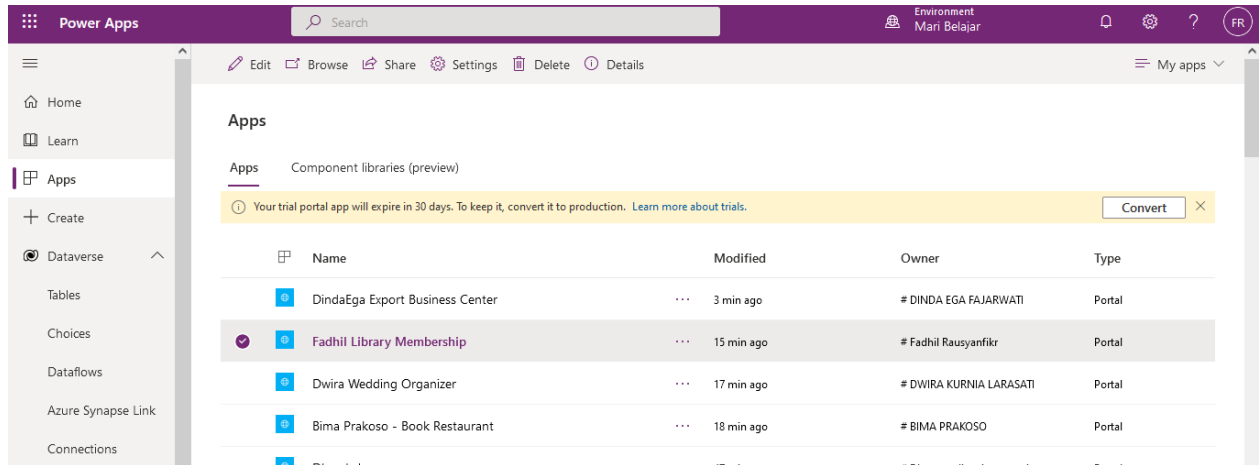 Power Apps
Search
Environment
Mari Belajar
FR
Edit Browse Share Settings Delete Details
My apps
Home
Learn
Apps
Create
Dataverse
Tables
Choices
Dataflows
Azure Synapse Link
Connections
Apps
Apps Component libraries (preview)
Your trial portal app will expire in 30 days. To keep it, convert it to production. Learn more about trials.
Convert
Name Modified Owner Type
DindaEga Export Business Center ... 3 min ago # DINDA EGA FAJARWATI Portal
Fadhil Library Membership ... 15 min ago # Fadhil Rausyanfikr Portal
Dwira Wedding Organizer ... 17 min ago # DWIRA KURNIA LARASATI Portal
Bima Prakoso - Book Restaurant ... 18 min ago # BIMA PRAKOSO Portal